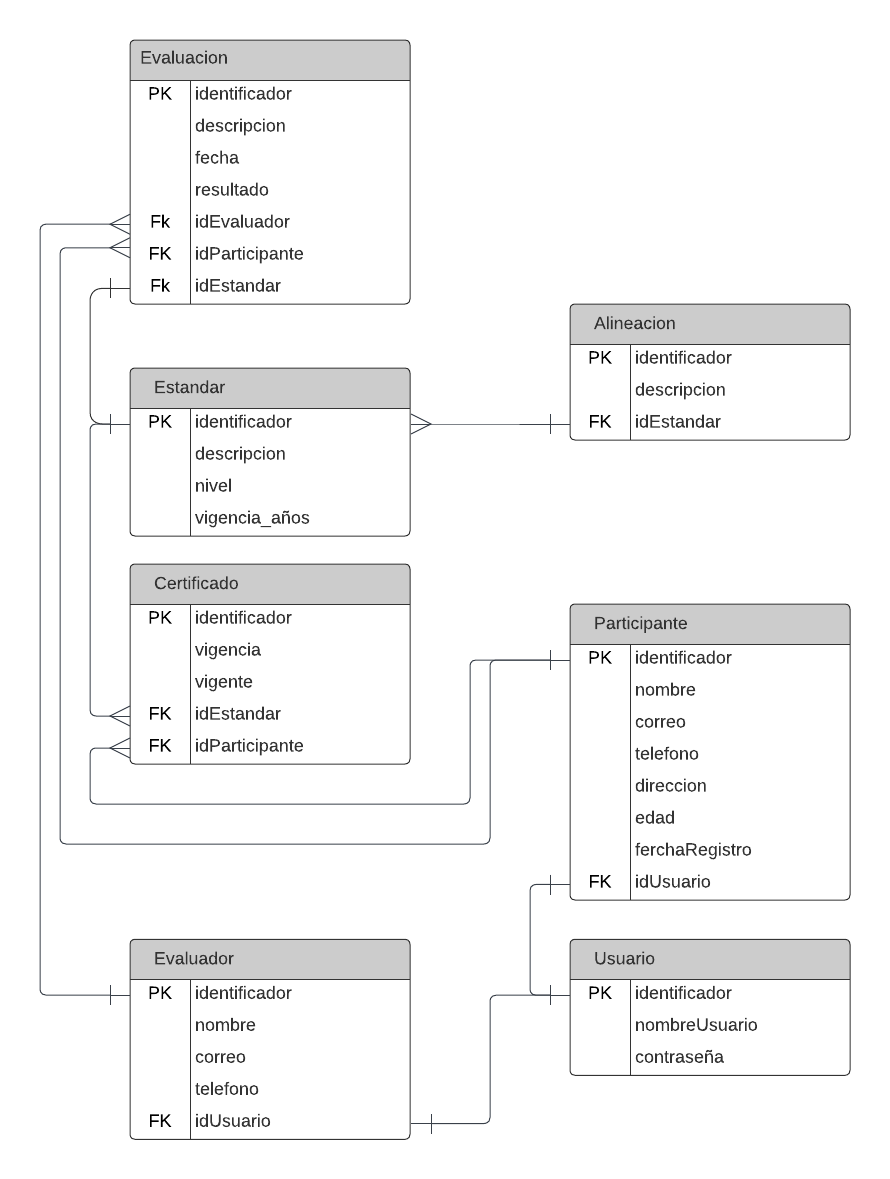 Evaluacion
PK identificador
descripcion
fecha
resultado
Fk idEvaluador
FK idParticipante
Fk idEstandar
Alineacion
PK identificador
descripcion
FK idEstandar
Estandar
PK identificador
descripcion
nivel
vigencia_años
Certificado
PK identificador
vigencia
vigente
FK idEstandar
FK idParticipante
Participante
PK identificador
nombre
correo
telefono
direccion
edad
ferchaRegistro
FK idUsuario
Evaluador
PK identificador
nombre
correo
telefono
FK idUsuario
Usuario
PK identificador
nombreUsuario
contraseña